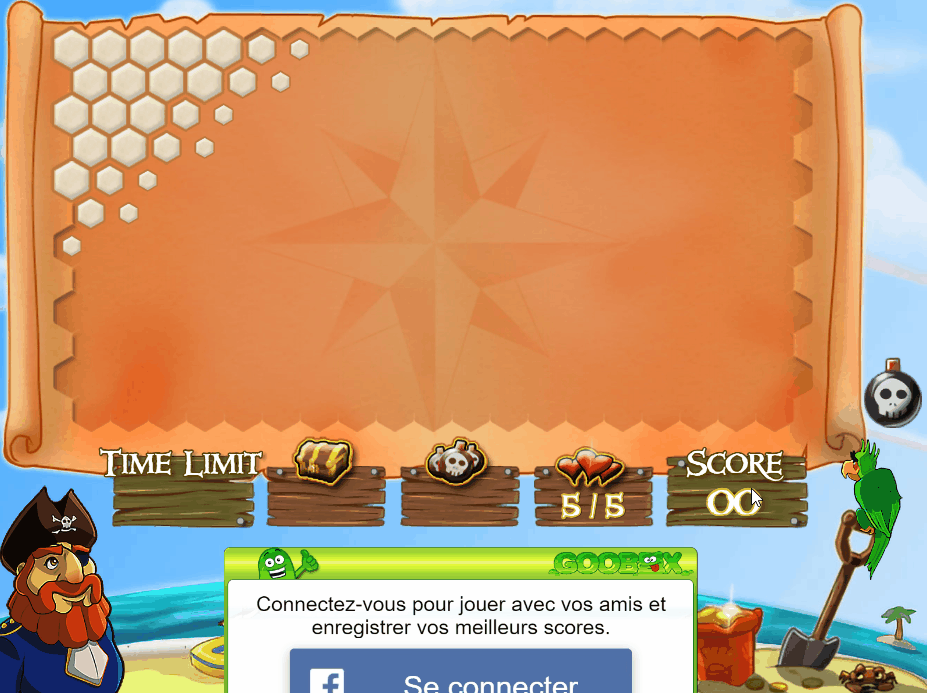 TIME LIMIT
5 / 5
SCORE
00
GOOBOX
Connectez-vous pour jouer avec vos amis et
enregistrer vos meilleurs scores.
Se connecter